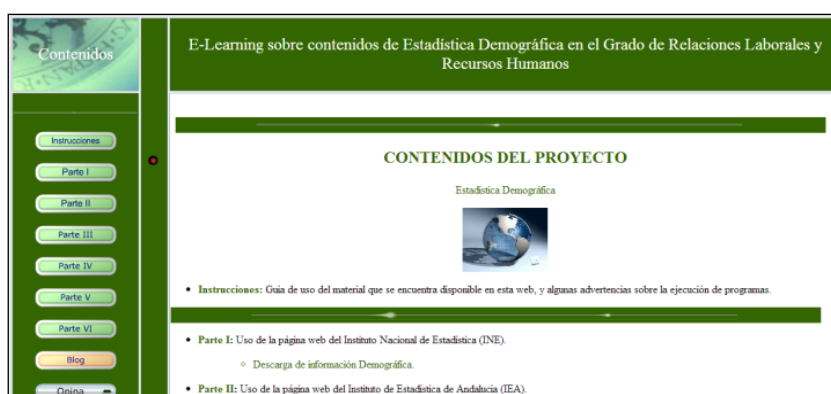 Contenidos
E-Learning sobre contenidos de Estadística Demográfica en el Grado de Relaciones Laborales y
Recursos Humanos
Instrucciones
Parte I
Parte II
Parte III
Parte IV
Parte V
Parte VI
Blog
Opina
CONTENIDOS DEL PROYECTO
Estadística Demográfica
• Instrucciones: Guia de uso del material que se encuentra disponible en esta web, y algunas advertencias sobre la ejecución de programas.
• Parte I: Uso de la página web del Instituto Nacional de Estadística (INE).
○ Descarga de información Demográfica.
• Parte II: Uso de la página web del Instituto de Estadística de Andalucía (IEA).